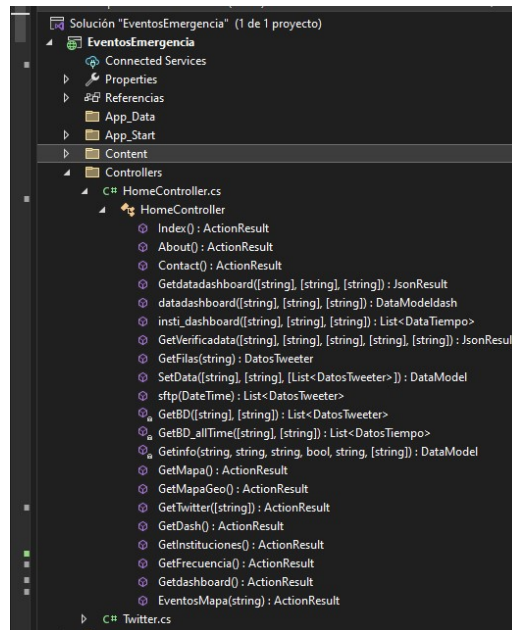 Solución "EventosEmergencia" (1 de 1 proyecto)
EventosEmergencia
Connected Services
Properties
Referencias
App_Data
App_Start
Content
Controllers
C# HomeController.cs
HomeController
Index() : ActionResult
About() : ActionResult
Contact() : ActionResult
Getdatadashboard([string], [string], [string]) : JsonResult
datadashboard([string], [string], [string]) : DataModeldash
insti_dashboard([string], [string], [string]) : List<DataTiempo>
GetVerificadata([string], [string], [string], [string], [string]) : JsonResul
GetFilas(string) : DatosTweeter
SetData([string], [string], [List<DatosTweeter>]) : DataModel
sftp(DateTime) : List<DatosTweeter>
GetBD([string], [string]) : List<DatosTweeter>
GetBD_allTime([string], [string]) : List<DatosTiempo>
Getinfo(string, string, string, bool, string, [string]) : DataModel
GetMapa() : ActionResult
GetMapaGeo() : ActionResult
GetTwitter([string]) : ActionResult
GetDash() : ActionResult
GetInstituciones() : ActionResult
GetFrecuencia() : ActionResult
Getdashboard() : ActionResult
EventosMapa(string) : ActionResult
C# Twitter.cs